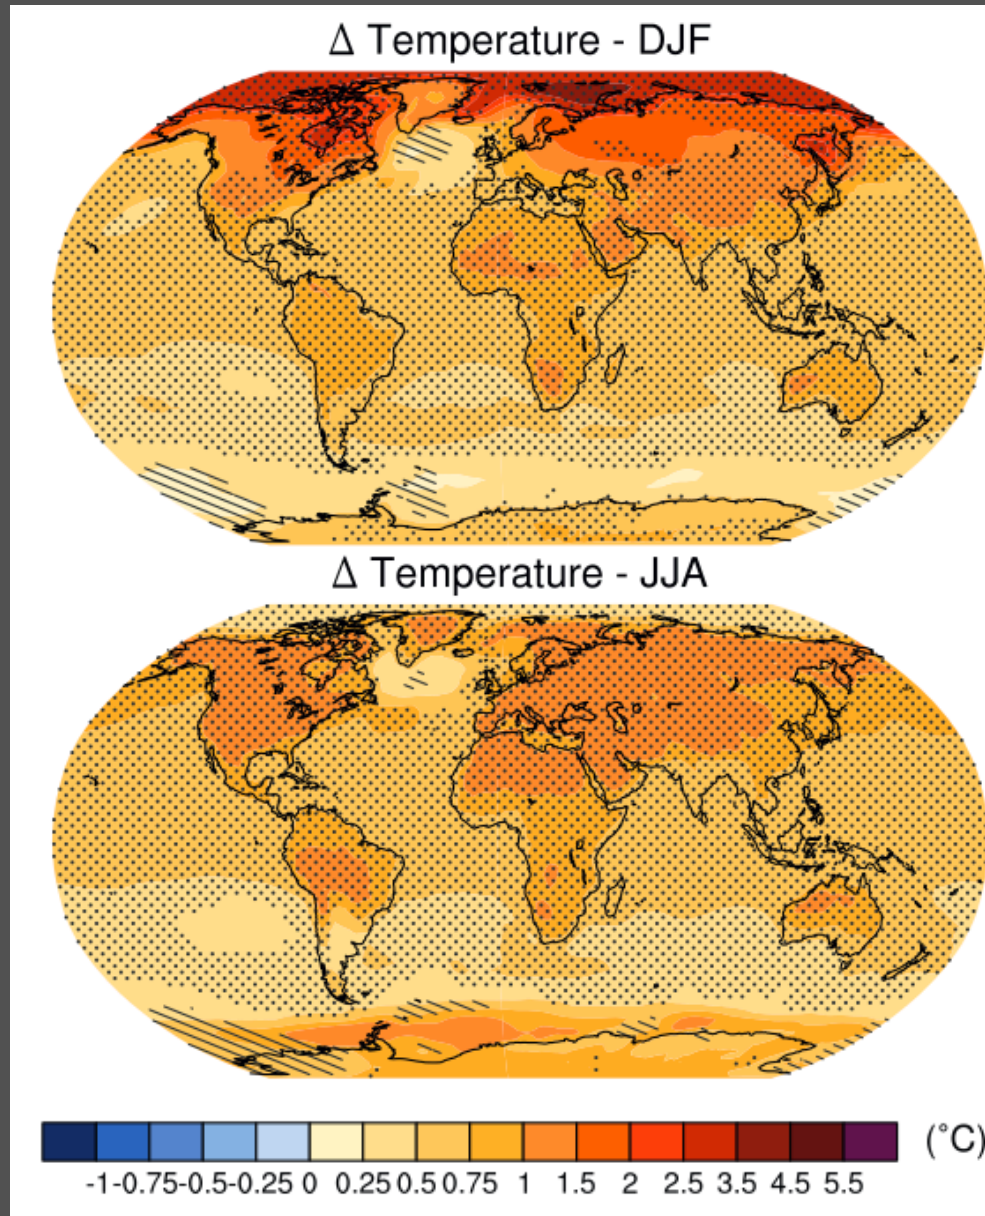 Δ Temperature - DJF
Δ Temperature - JJA
(°C)
-1-0.75-0.5-0.25 0 0.25 0.5 0.75 1 1.5 2 2.5 3.5 4.5 5.5